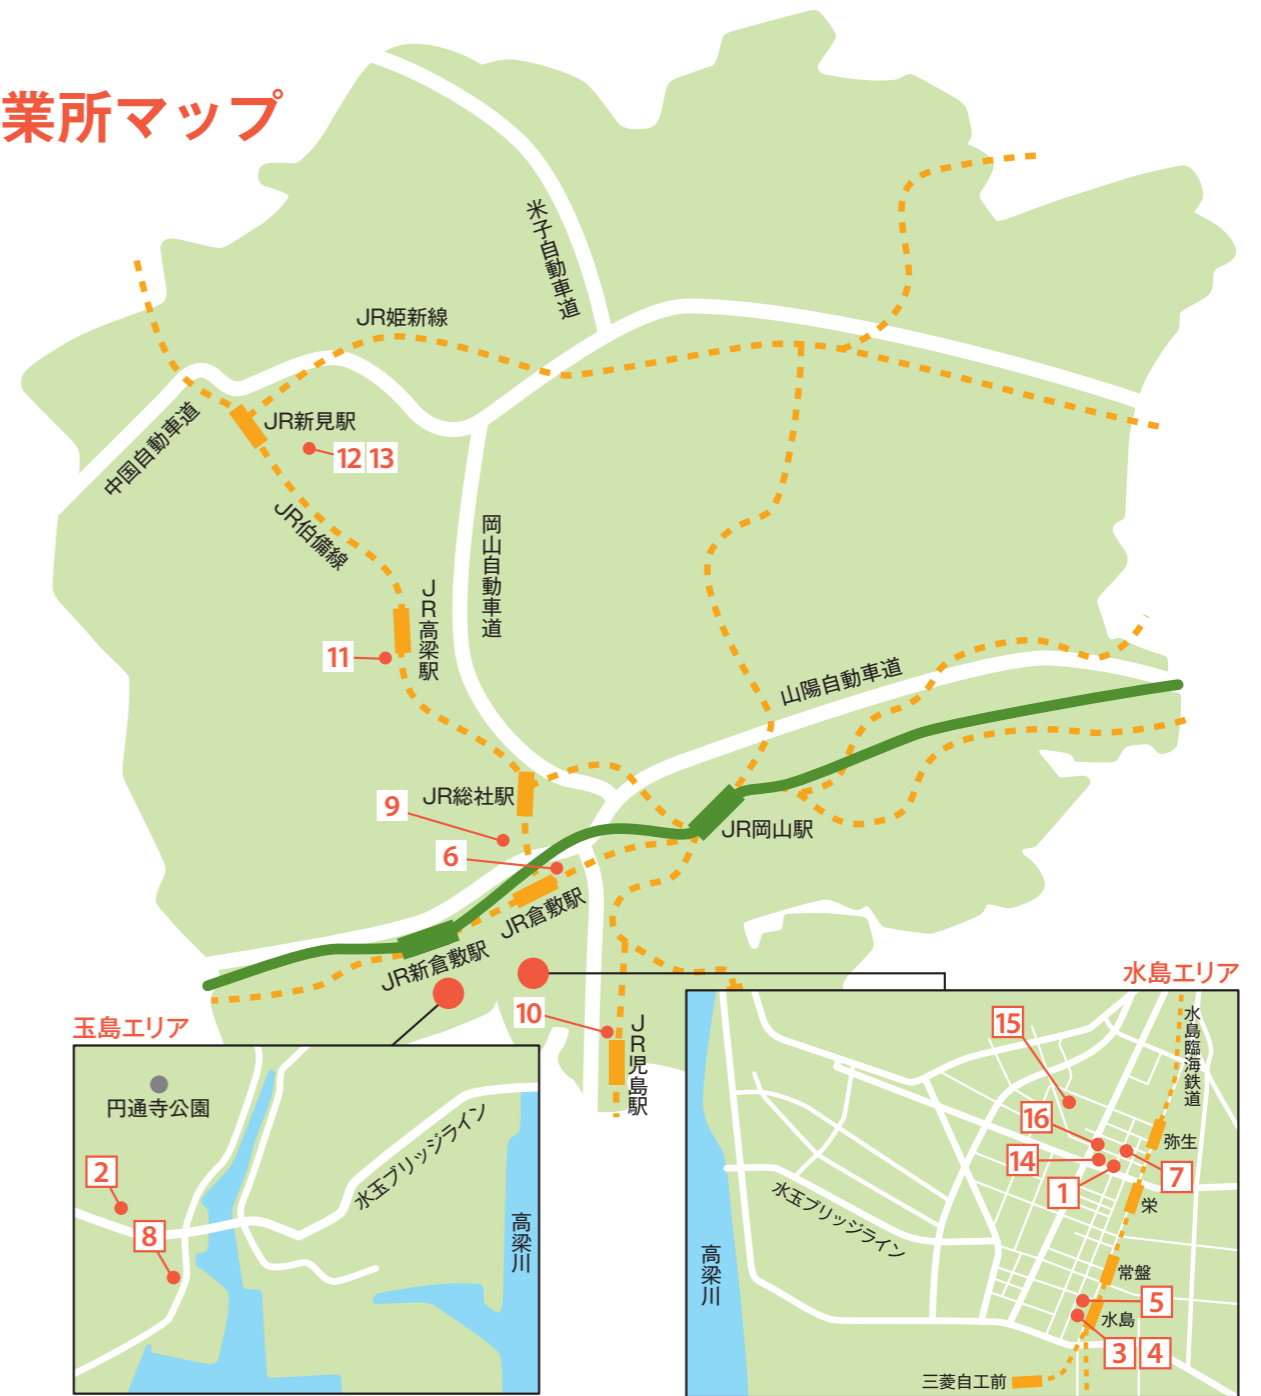 業所マップ
米子自動車道
JR姫新線
中国自動車道
JR新見駅
12 13
JR伯備線
岡山自動車道
JR高梁駅
11
山陽自動車道
9
JR総社駅
6
JR岡山駅
JR倉敷駅
JR新倉敷駅
10
JR児島駅
玉島エリア
円通寺公園
2
8
水玉ブリッジライン
高梁川
水島エリア
水島臨海鉄道
15
16
14
1
7
弥生
栄
水玉ブリッジライン
高梁川
常盤
5
水島
3 4
三菱自工前